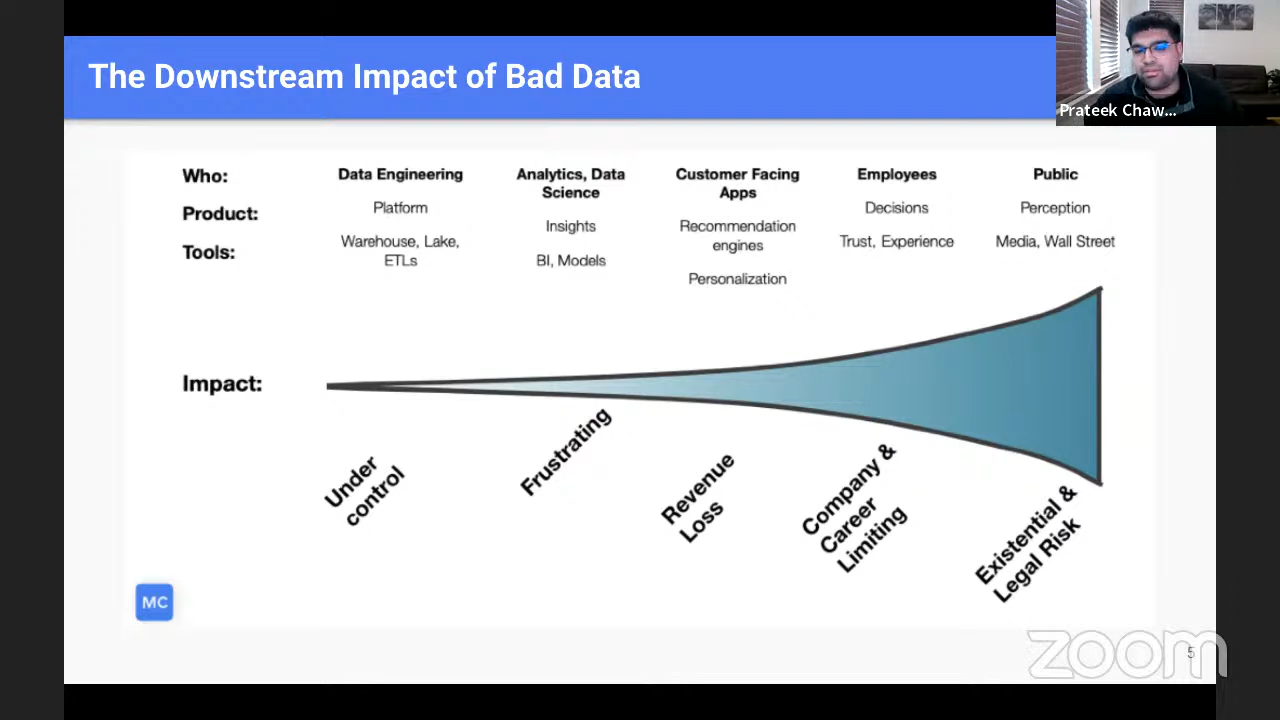 The Downstream Impact of Bad Data
Prateek Chaw...
Who:
Product:
Tools:
Data Engineering
Platform
Warehouse, Lake,
ETLs
Analytics, Data
Science
Insights
BI, Models
Customer Facing
Apps
Recommendation
engines
Personalization
Employees
Decisions
Trust, Experience
Public
Perception
Media, Wall Street
Impact:
Under
control
Frustrating
Revenue
Loss
Company &
Career
Limiting
Existential &
Legal Risk
MC
zoom
5